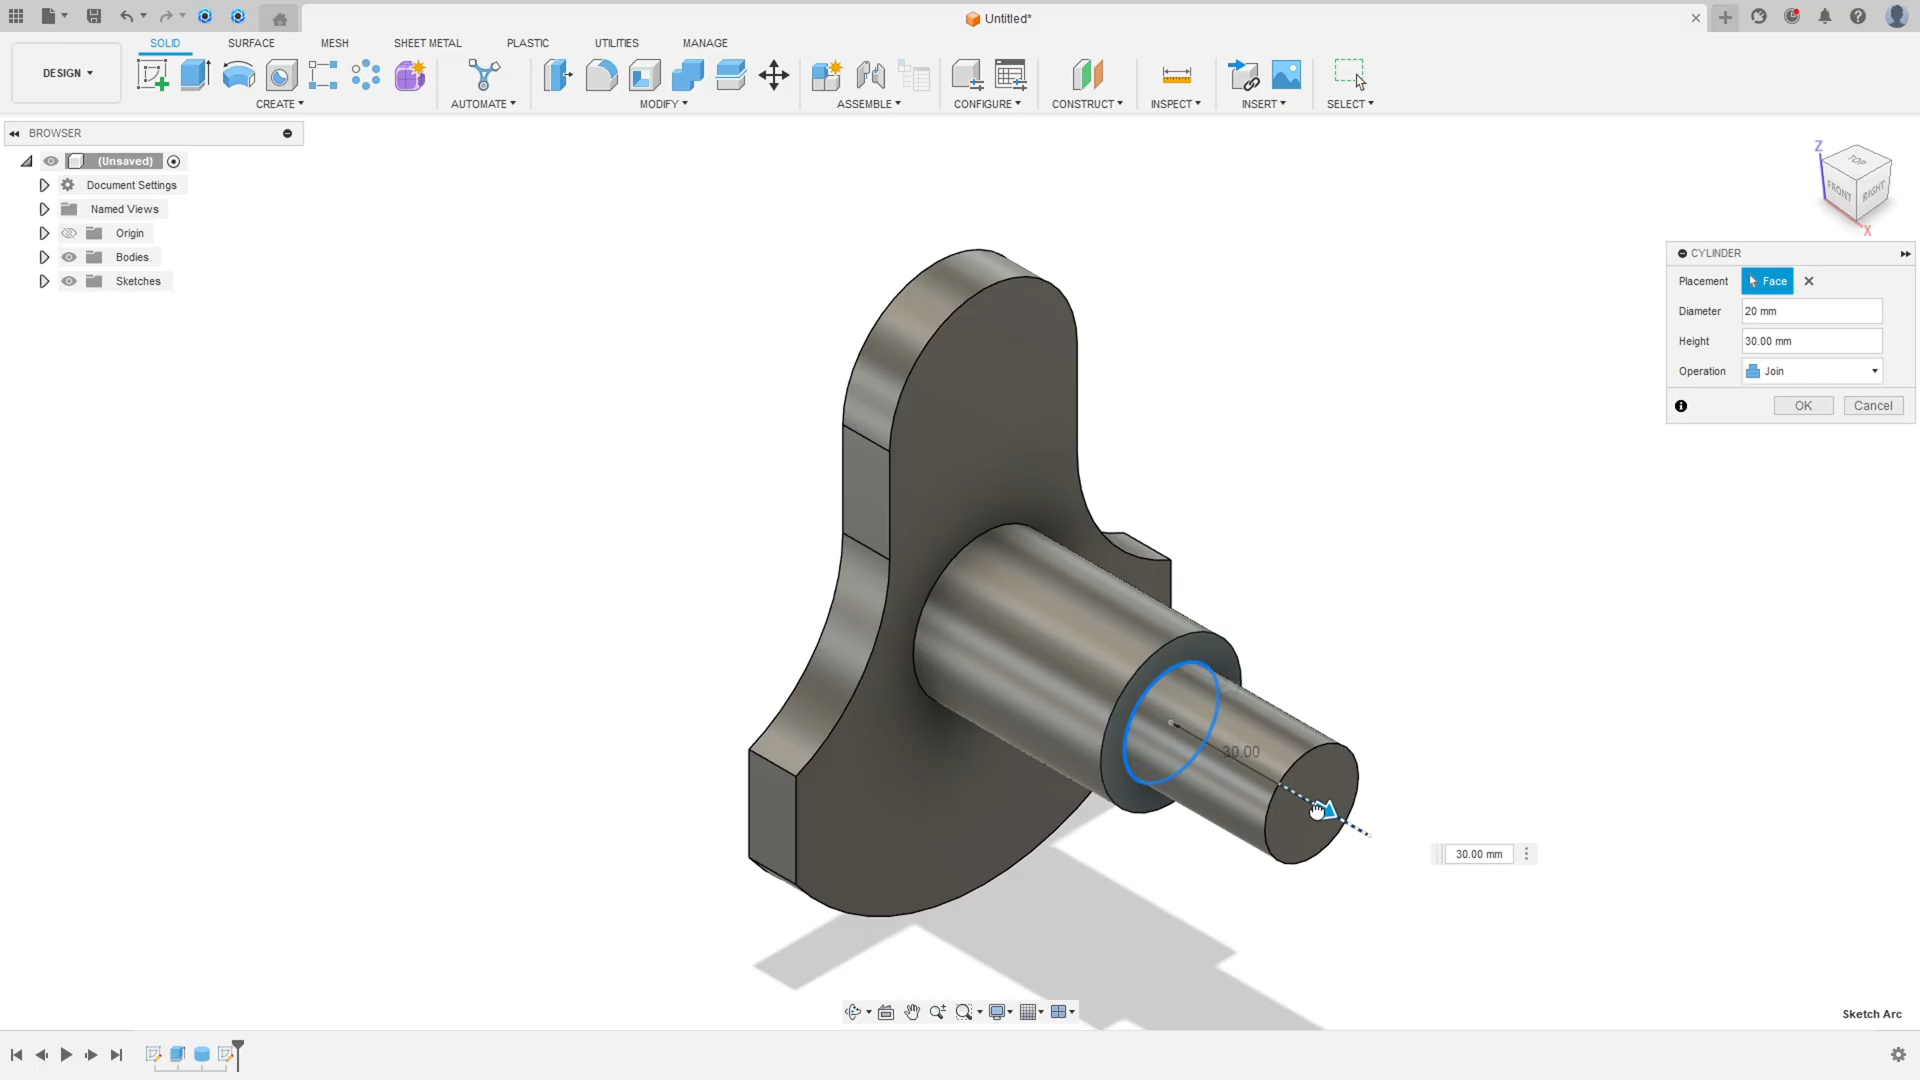 Untitled*
DESIGN
SOLID
SURFACE
MESH
SHEET METAL
PLASTIC
UTILITIES
MANAGE
CREATE
AUTOMATE
MODIFY
ASSEMBLE
CONFIGURE
CONSTRUCT
INSPECT
INSERT
SELECT
BROWSER
(Unsaved)
Document Settings
Named Views
Origin
Bodies
Sketches
Z
TOP
FRONT
RIGHT
X
CYLINDER
Placement Face
Diameter 20 mm
Height 30.00 mm
Operation Join
OK Cancel
30.00
30.00 mm
Sketch Arc